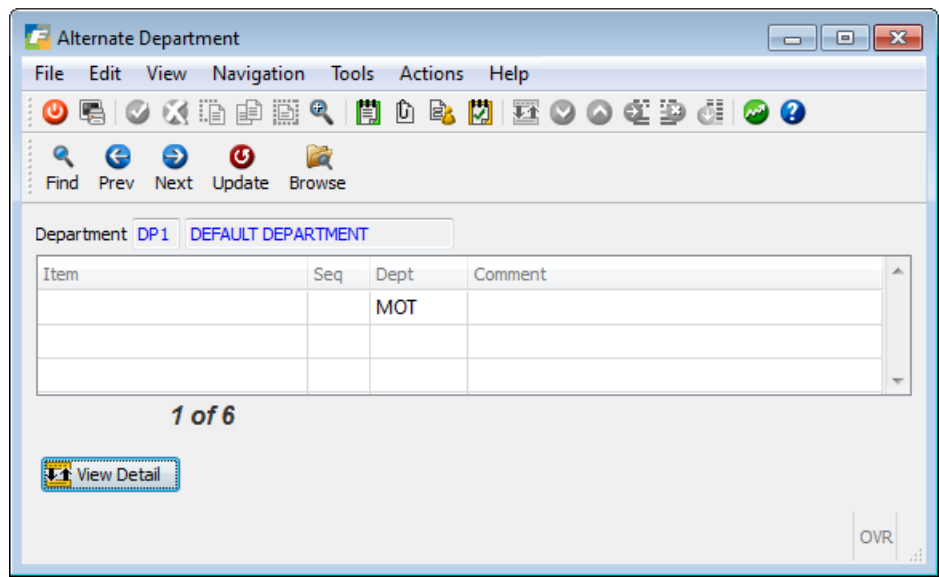 Alternate Department
File Edit View Navigation Tools Actions Help
Find Prev Next Update Browse
Department DP1 DEFAULT DEPARTMENT
Item Seq Dept Comment
MOT
1 of 6
View Detail
OVR